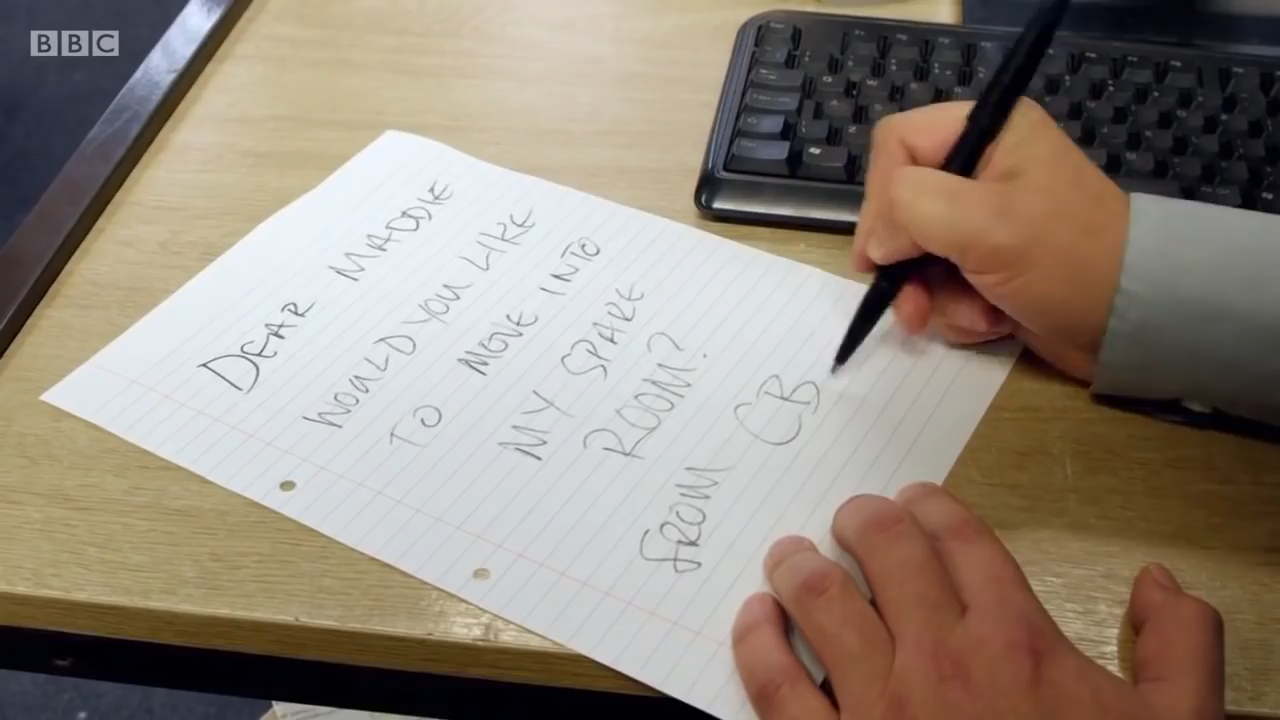 BBC
DEAR MADDIE
WOULD YOU LIKE
TO MOVE INTO
MY SPARE
ROOM?
FROM CB